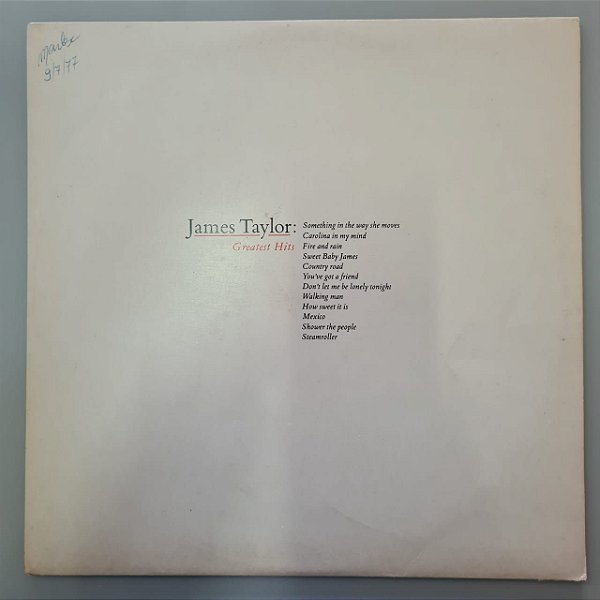 9/7/77
James Taylor:
Greatest Hits
Something in the way she moves
Carolina in my mind
Fire and rain
Sweet Baby James
Country road
You've got a friend
Don't let me be lonely tonight
Walking man
How sweet it is
Mexico
Shower the people
Steamroller